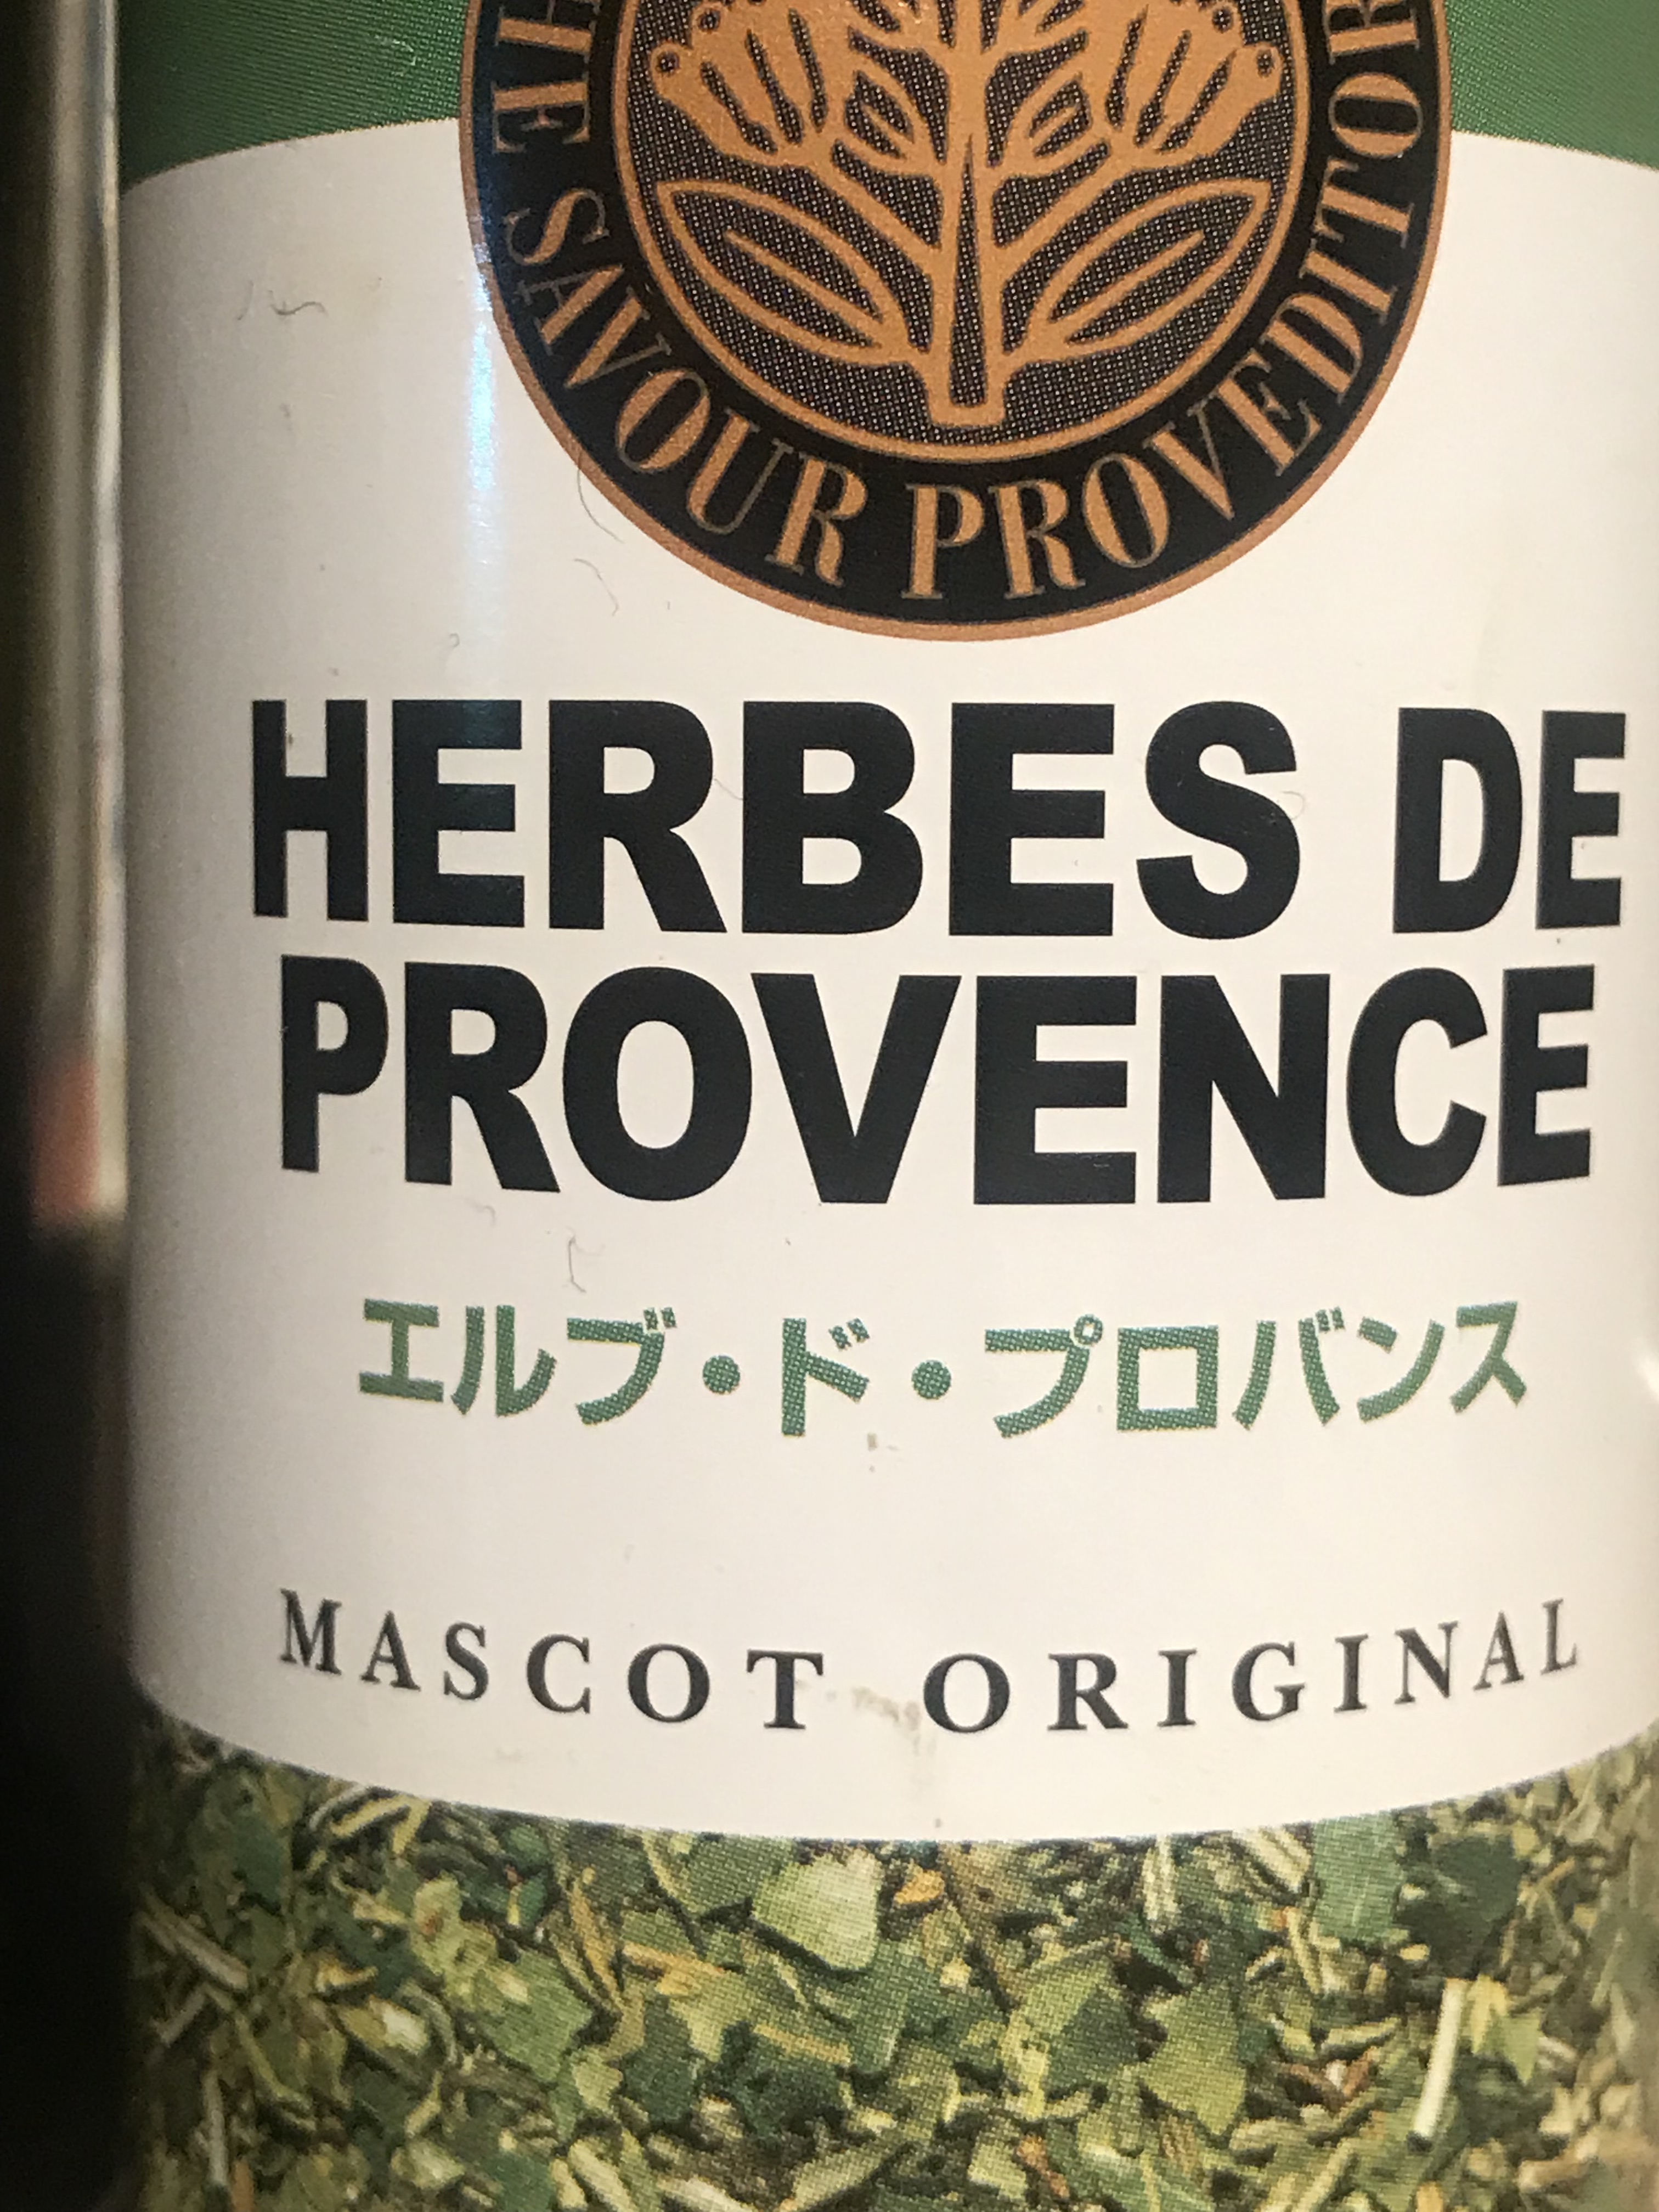 THE SAVOUR PROVEDITOR
HERBES DE
PROVENCE
エルブ・ド・プロバンス
MASCOT ORIGINAL